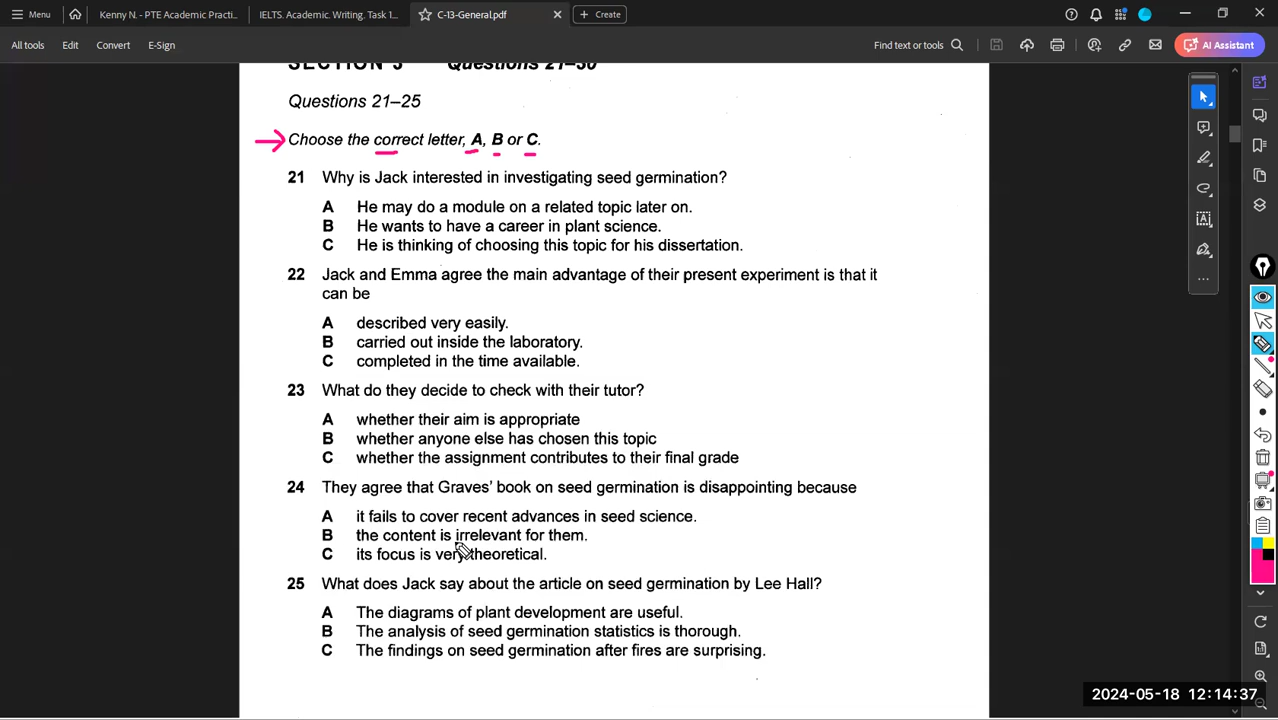 Menu
Kenny N. - PTE Academic Practi...
IELTS. Academic. Writing. Task 1...
C-13-General.pdf
Create
All tools
Edit
Convert
E-Sign
Find text or tools
AI Assistant
SECTION 3 Questions 21–30
Questions 21–25
Choose the correct letter, A, B or C.
21 Why is Jack interested in investigating seed germination?
A He may do a module on a related topic later on.
B He wants to have a career in plant science.
C He is thinking of choosing this topic for his dissertation.
22 Jack and Emma agree the main advantage of their present experiment is that it
can be
A described very easily.
B carried out inside the laboratory.
C completed in the time available.
23 What do they decide to check with their tutor?
A whether their aim is appropriate
B whether anyone else has chosen this topic
C whether the assignment contributes to their final grade
24 They agree that Graves' book on seed germination is disappointing because
A it fails to cover recent advances in seed science.
B the content is irrelevant for them.
C its focus is very theoretical.
25 What does Jack say about the article on seed germination by Lee Hall?
A The diagrams of plant development are useful.
B The analysis of seed germination statistics is thorough.
C The findings on seed germination after fires are surprising.
2024-05-18 12:14:37